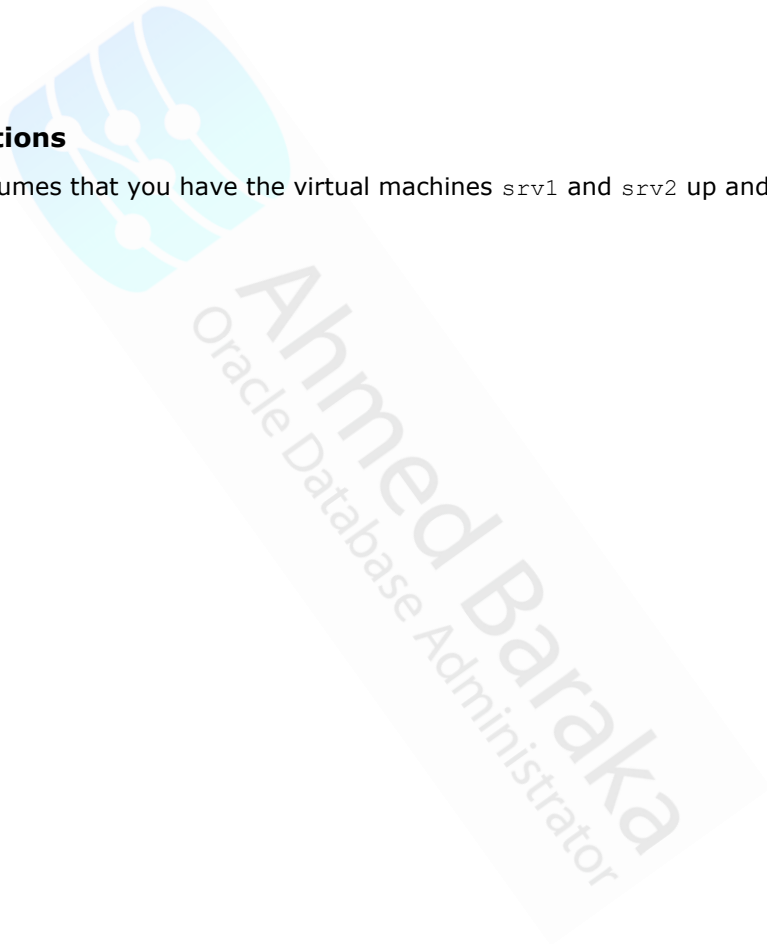 tions
umes that you have the virtual machines srv1 and srv2 up and
Ahmed Baraka
Oracle Database Administrator